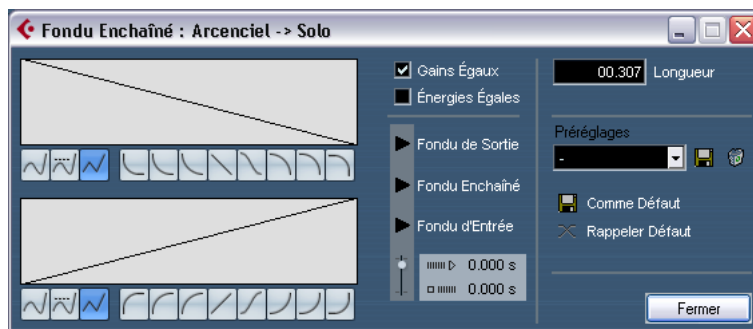 Fondu Enchaîné : Arcenciel -> Solo
Gains Égaux
Énergies Égales
00.307 Longueur
Fondu de Sortie
Préréglages
-
Fondu Enchaîné
Comme Défaut
Fondu d'Entrée
Rappeler Défaut
0.000 s
0.000 s
Fermer